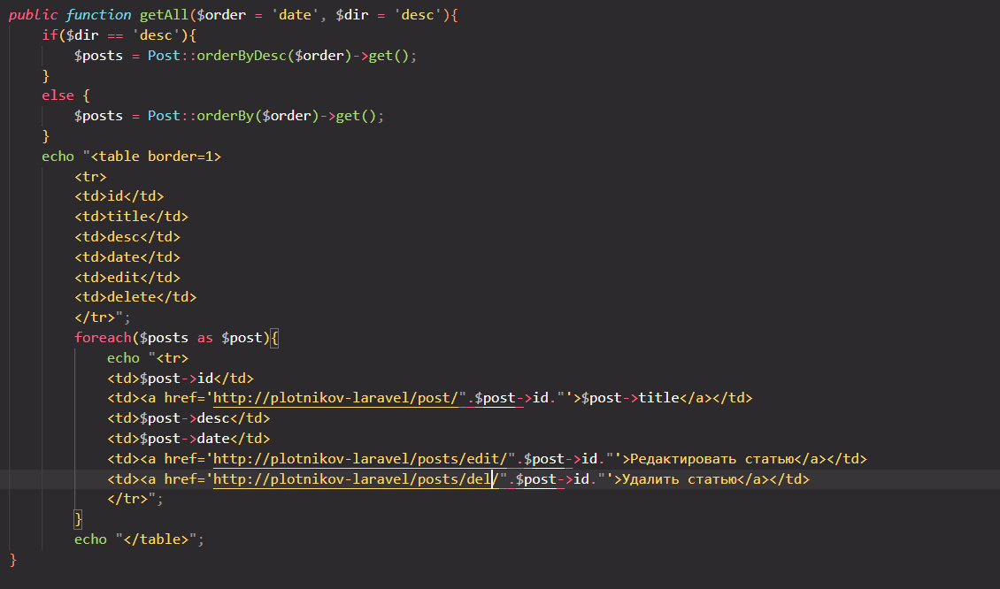 public function getAll($order = 'date', $dir = 'desc'){
    if($dir == 'desc'){
        $posts = Post::orderByDesc($order)->get();
    }
    else {
        $posts = Post::orderBy($order)->get();
    }
    echo "<table border=1>
        <tr>
        <td>id</td>
        <td>title</td>
        <td>desc</td>
        <td>date</td>
        <td>edit</td>
        <td>delete</td>
        </tr>";
        foreach($posts as $post){
            echo "<tr>
            <td>$post->id</td>
            <td><a href='http://plotnikov-laravel/post/".$post->id."'>$post->title</a></td>
            <td>$post->desc</td>
            <td>$post->date</td>
            <td><a href='http://plotnikov-laravel/posts/edit/".$post->id."'>Редактировать статью</a></td>
            <td><a href='http://plotnikov-laravel/posts/del/".$post->id."'>Удалить статью</a></td>
            </tr>";
        }
        echo "</table>";
}